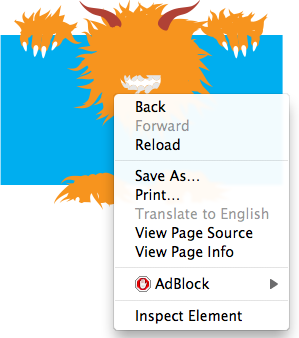 Back
Forward
Reload
Save As...
Print...
Translate to English
View Page Source
View Page Info
AdBlock
Inspect Element